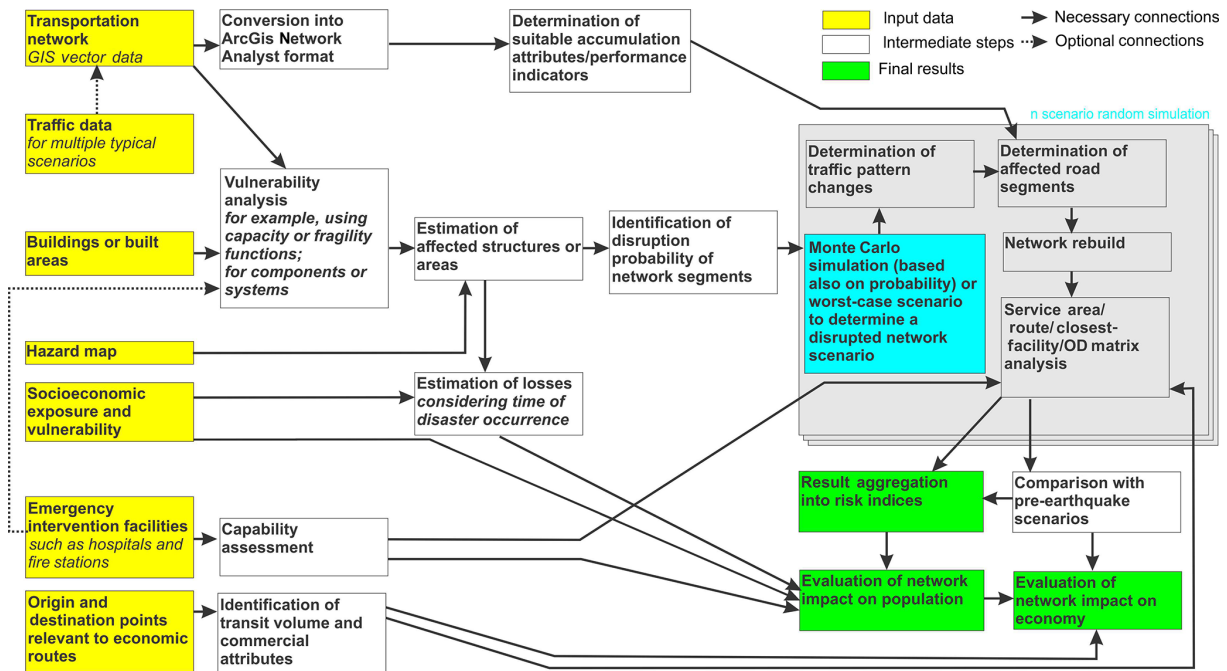 Transportation
network
GIS vector data
Conversion into
ArcGis Network
Analyst format
Determination of
suitable accumulation
attributes/performance
indicators
Input data
Intermediate steps
Final results
Necessary connections
Optional connections
Traffic data
for multiple typical
scenarios
n scenario random simulation
Determination of
traffic pattern
changes
Determination of
affected road
segments
Vulnerability
analysis
for example, using
capacity or fragility
functions;
for components or
systems
Buildings or built
areas
Estimation of
affected structures or
areas
Identification of
disruption
probability of
network segments
Monte Carlo
simulation (based
also on probability) or
worst-case scenario
to determine a
disrupted network
scenario
Network rebuild
Service area/
route/closest-
facility/OD matrix
analysis
Hazard map
Socioeconomic
exposure and
vulnerability
Estimation of losses
considering time of
disaster occurrence
Result aggregation
into risk indices
Comparison with
pre-earthquake
scenarios
Emergency
intervention facilities
such as hospitals and
fire stations
Capability
assessment
Evaluation of network
impact on population
Evaluation of
network impact on
economy
Origin and
destination points
relevant to economic
routes
Identification of
transit volume and
commercial
attributes